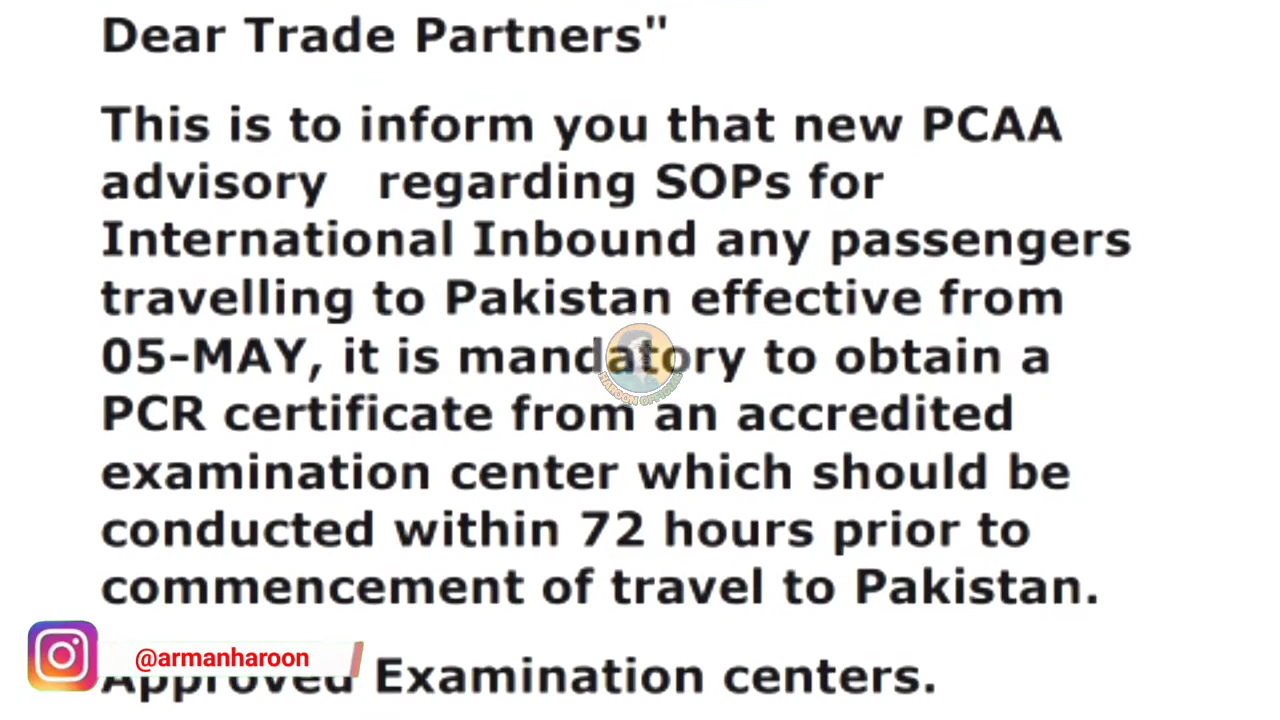 Dear Trade Partners"
This is to inform you that new PCAA
advisory regarding SOPs for
International Inbound any passengers
travelling to Pakistan effective from
05-MAY, it is mandatory to obtain a
PCR certificate from an accredited
examination center which should be
conducted within 72 hours prior to
commencement of travel to Pakistan.
Approved Examination centers.
@armanharoon
HAROON OFFICIAL